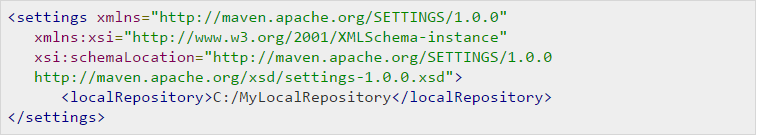 <settings xmlns="http://maven.apache.org/SETTINGS/1.0.0"
xmlns:xsi="http://www.w3.org/2001/XMLSchema-instance"
xsi:schemaLocation="http://maven.apache.org/SETTINGS/1.0.0
http://maven.apache.org/xsd/settings-1.0.0.xsd">
<localRepository>C:/MyLocalRepository</localRepository>
</settings>